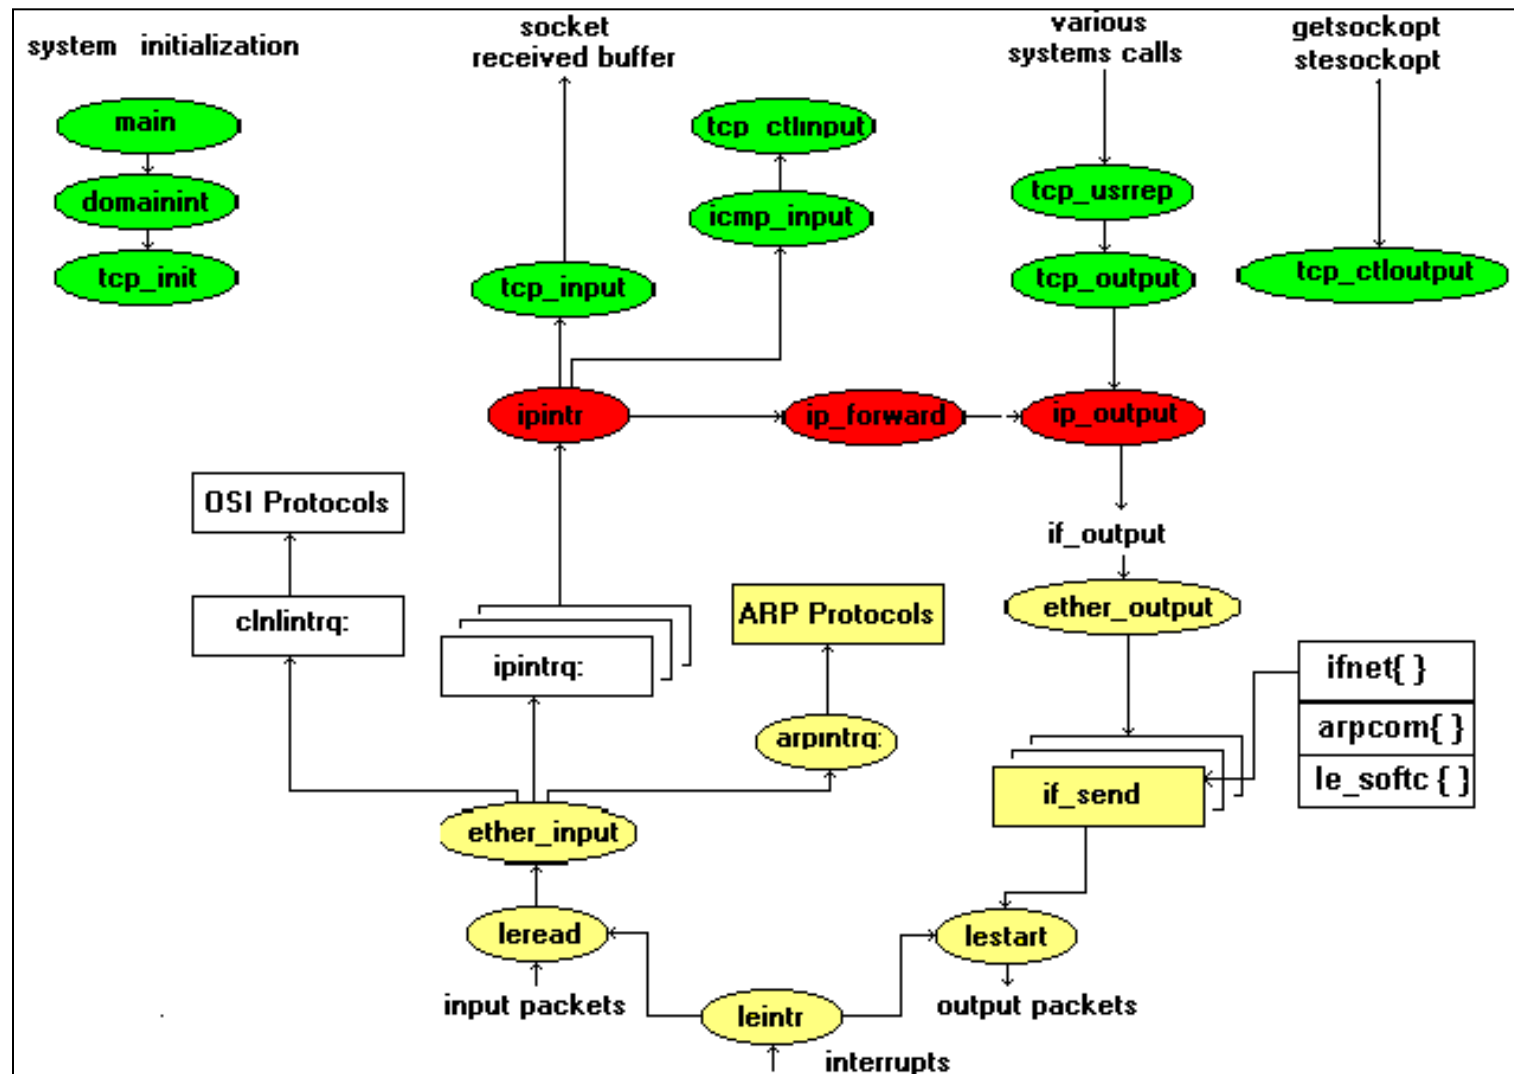 system initialization
socket
received buffer
various
systems calls
getsockopt
stesockopt
main
tcp_ctlinput
domainint
tcp_usrrep
icmp_input
tcp_init
tcp_input
tcp_output
tcp_ctloutput
ipintr
ip_forward
ip_output
OSI Protocols
if_output
clnlintrq:
ARP Protocols
ether_output
ipintrq:
ifnet{ }
arpintrq:
arpcom{ }
if_send
le_softc { }
ether_input
leread
lestart
input packets
leintr
output packets
interrupts